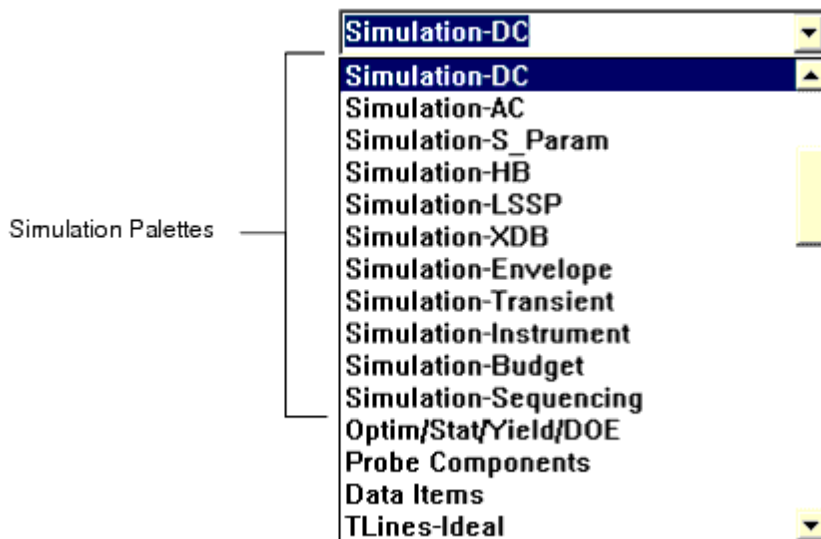 Simulation-DC
Simulation-DC
Simulation-AC
Simulation-S_Param
Simulation-HB
Simulation-LSSP
Simulation-XDB
Simulation Palettes
Simulation-Envelope
Simulation-Transient
Simulation-Instrument
Simulation-Budget
Simulation-Sequencing
Optim/Stat/Yield/DOE
Probe Components
Data Items
TLines-Ideal